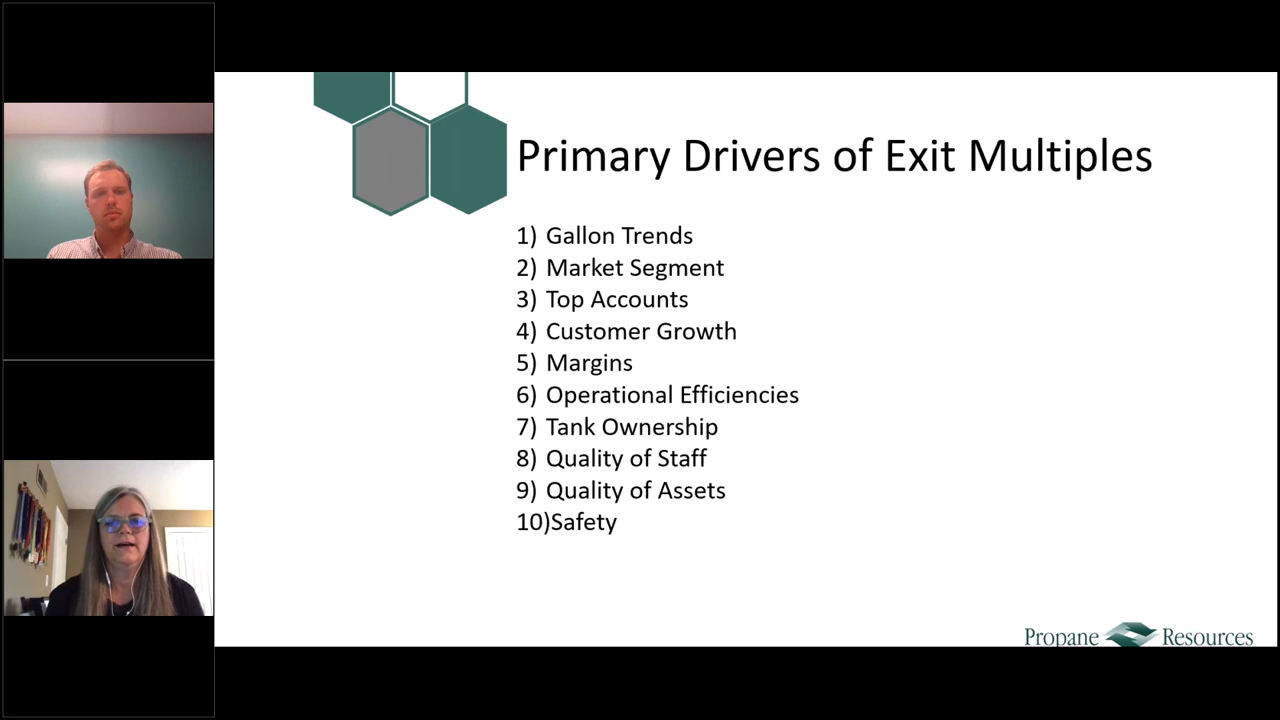 Primary Drivers of Exit Multiples
1) Gallon Trends
2) Market Segment
3) Top Accounts
4) Customer Growth
5) Margins
6) Operational Efficiencies
7) Tank Ownership
8) Quality of Staff
9) Quality of Assets
10)Safety
Propane Resources